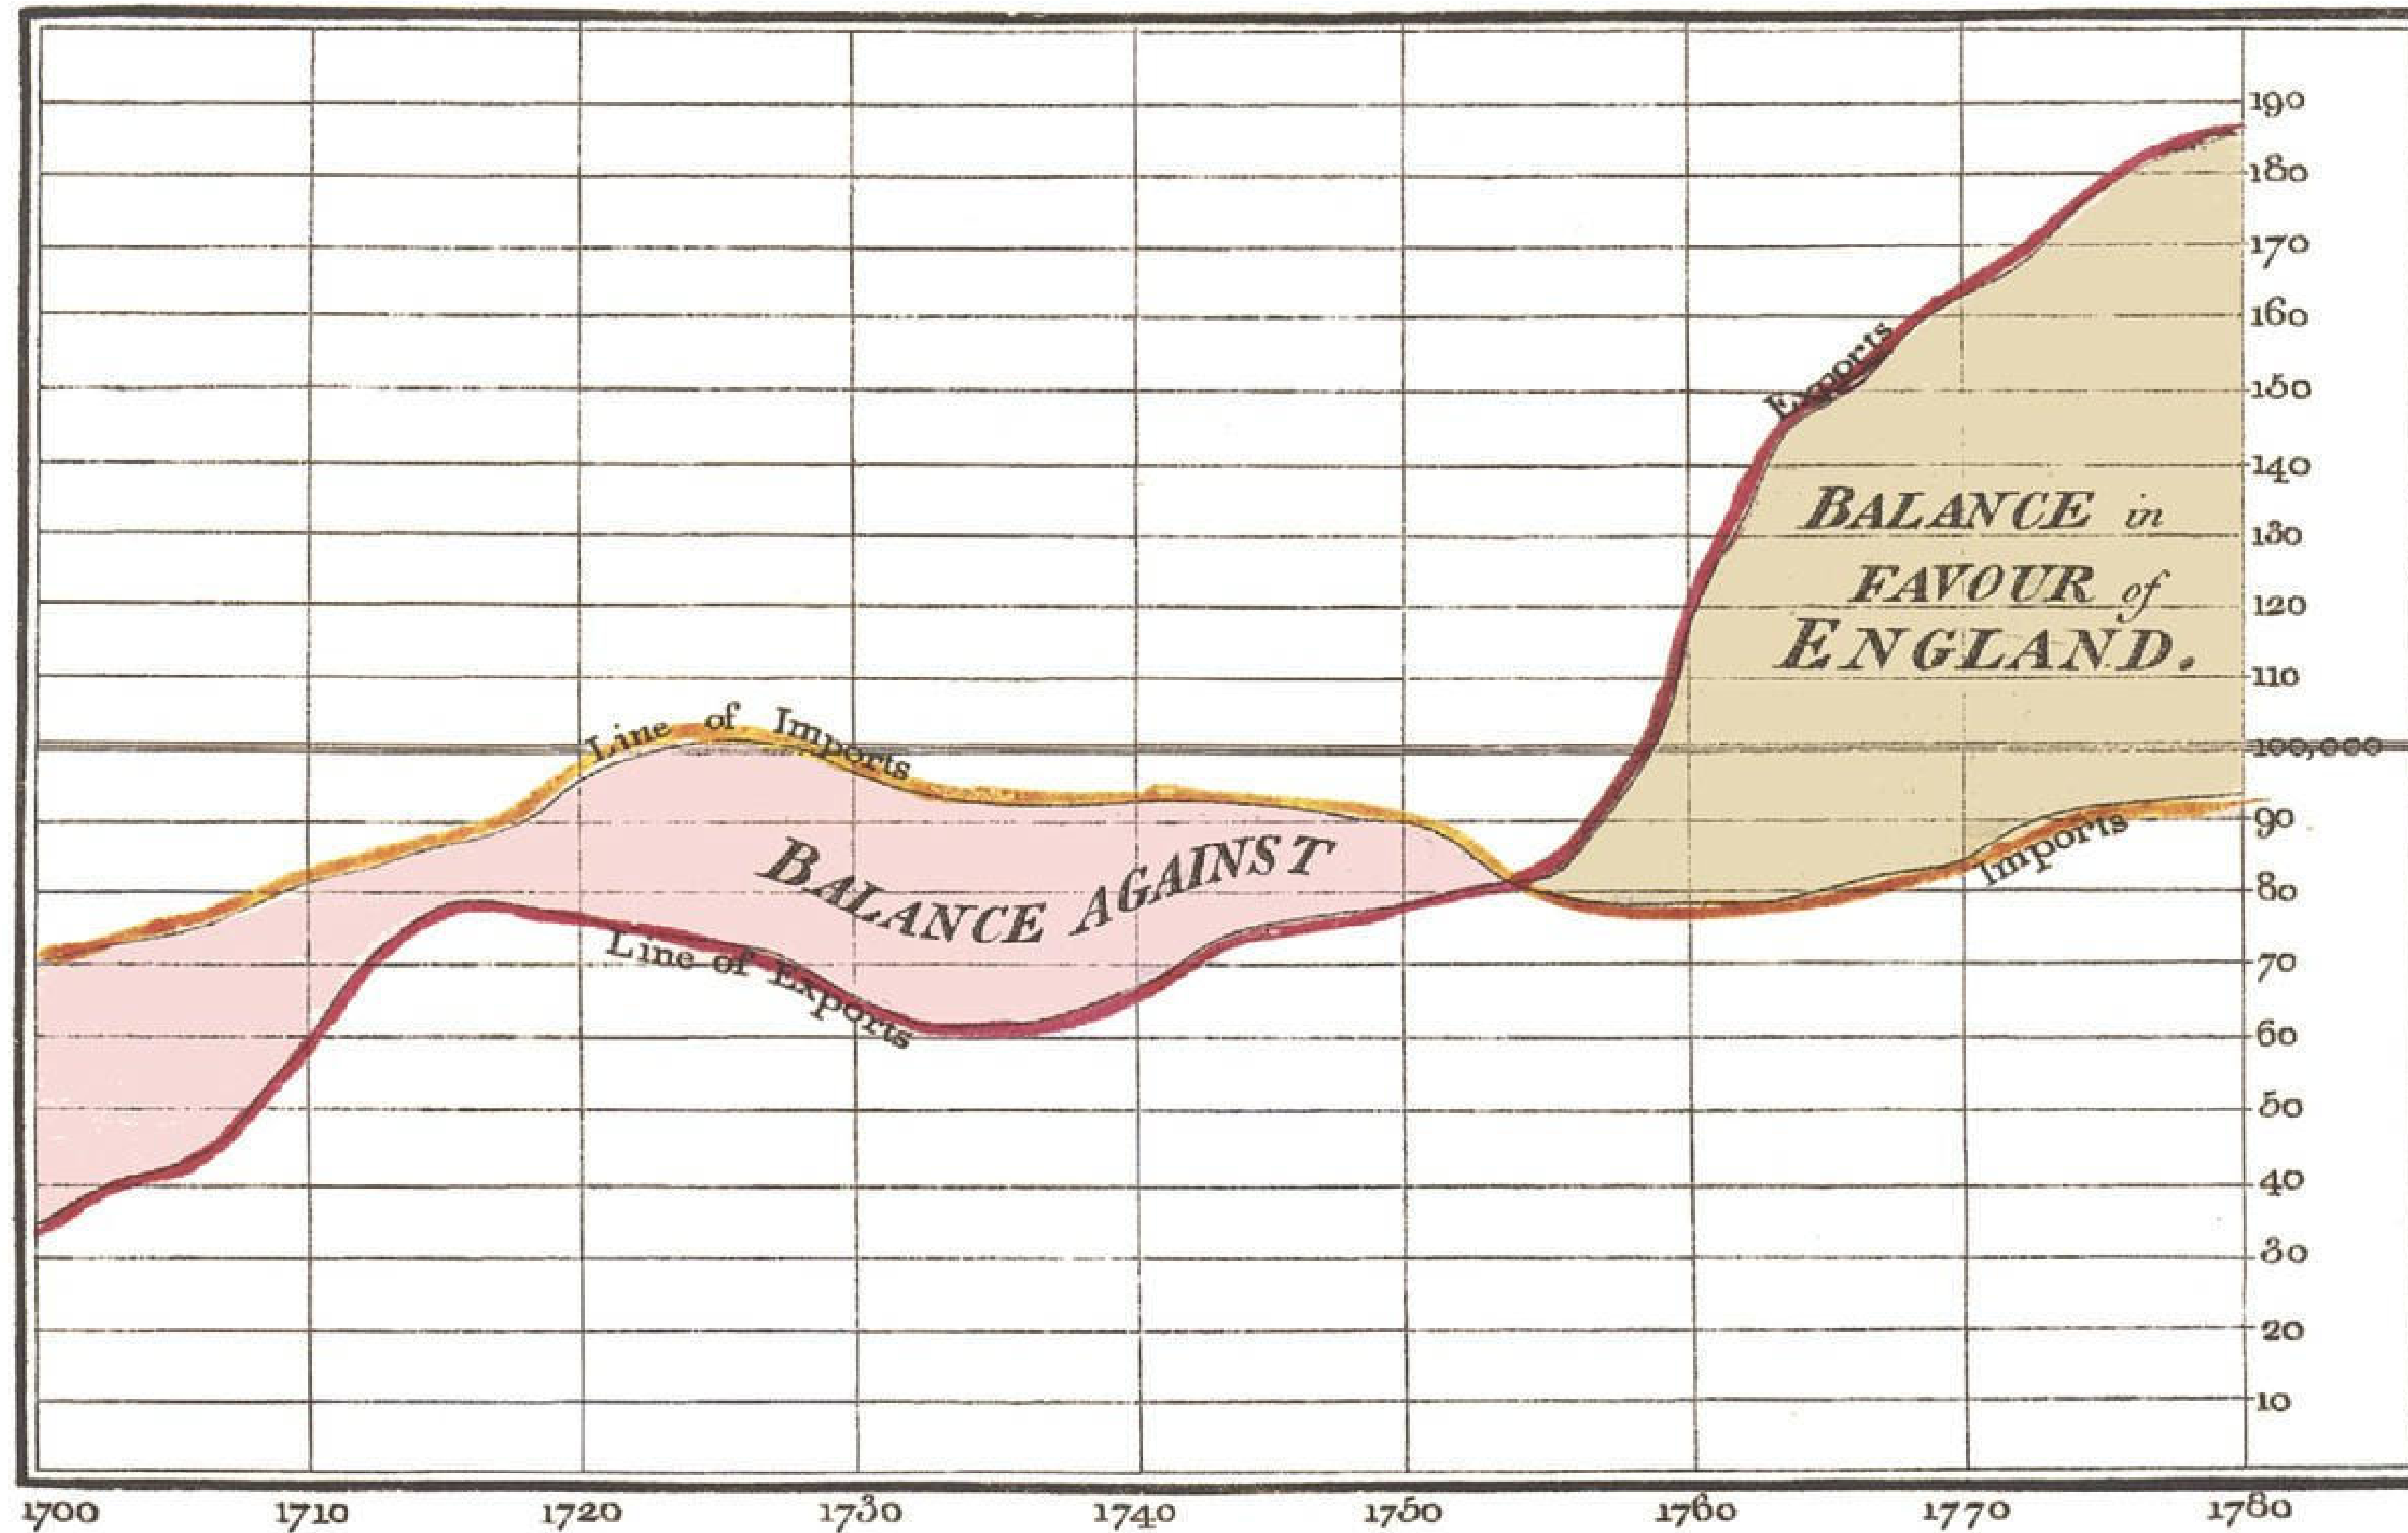 190
180
170
160
150
140
130
120
110
100,000
90
80
70
60
50
40
30
20
10
Exports
BALANCE in
FAVOUR of
ENGLAND.
Line of Imports
Imports
BALANCE AGAINST
Line of Exports
1700 1710 1720 1730 1740 1750 1760 1770 1780